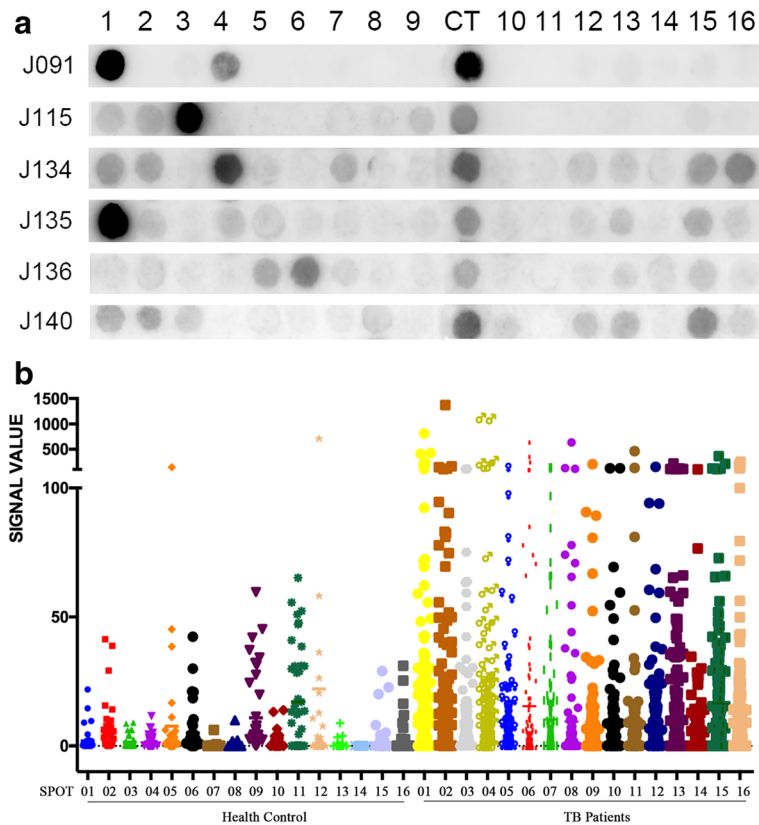 a
1 2 3 4 5 6 7 8 9 CT 10 11 12 13 14 15 16
J091
J115
J134
J135
J136
J140
b
SIGNAL VALUE
1500
1000
500
100
50
0
SPOT 01 02 03 04 05 06 07 08 09 10 11 12 13 14 15 16 01 02 03 04 05 06 07 08 09 10 11 12 13 14 15 16
Health Control TB Patients